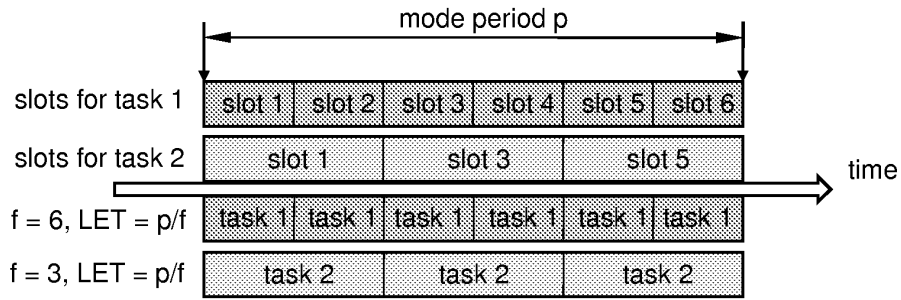 mode period p
slots for task 1 slot 1 slot 2 slot 3 slot 4 slot 5 slot 6
slots for task 2 slot 1 slot 3 slot 5
time
f = 6, LET = p/f task 1 task 1 task 1 task 1 task 1 task 1
f = 3, LET = p/f task 2 task 2 task 2